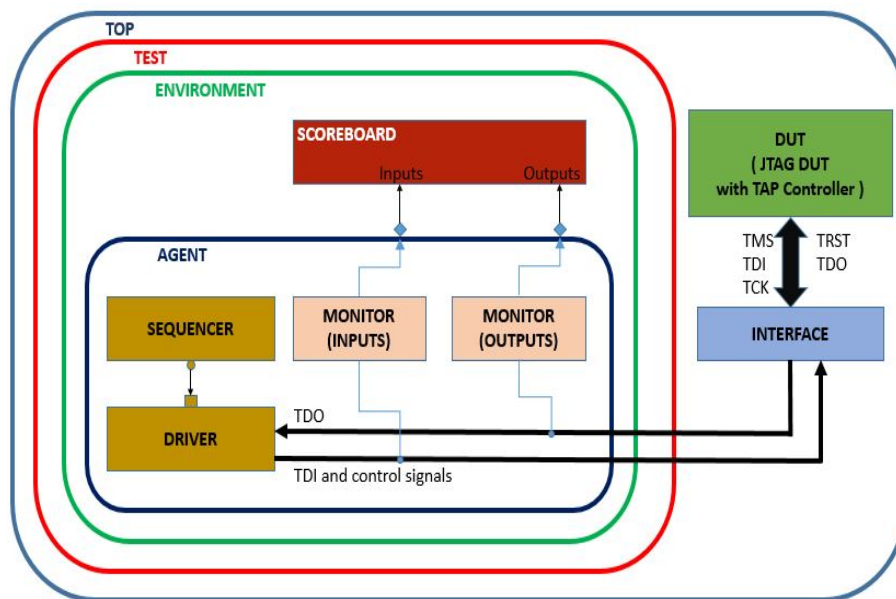 TOP
TEST
ENVIRONMENT
SCOREBOARD
Inputs
Outputs
DUT
( JTAG DUT
with TAP Controller )
TMS
TDI
TCK
TRST
TDO
AGENT
SEQUENCER
MONITOR
(INPUTS)
MONITOR
(OUTPUTS)
INTERFACE
DRIVER
TDO
TDI and control signals